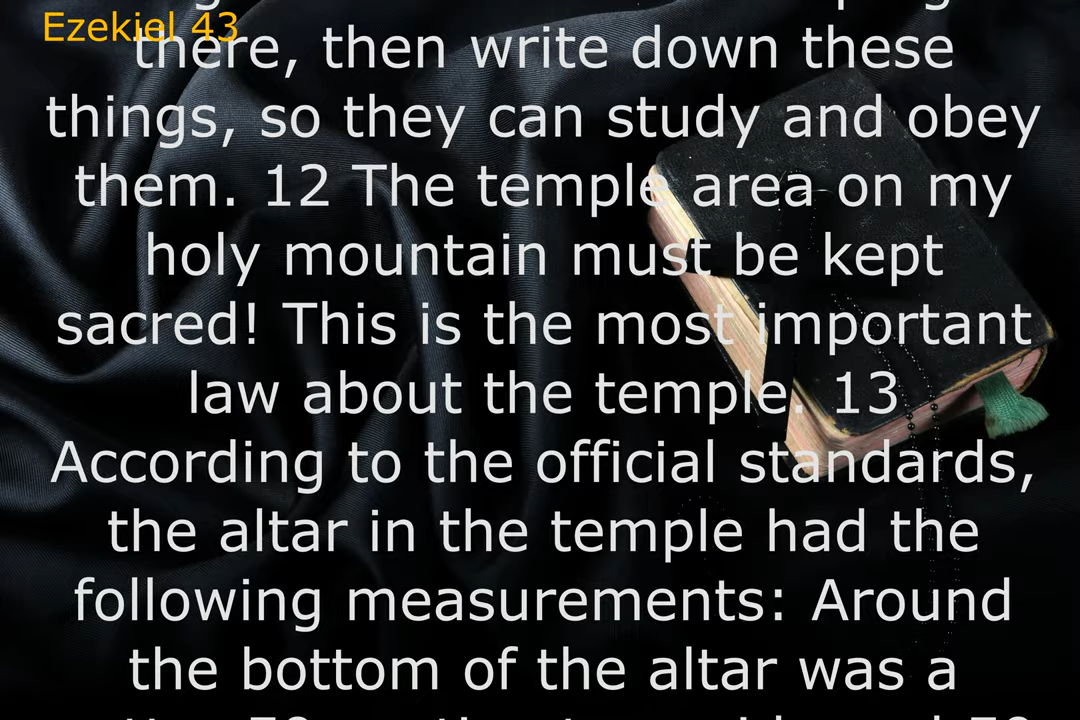 Ezekiel 43
there, then write down these
things, so they can study and obey
them. 12 The temple area on my
holy mountain must be kept
sacred! This is the most important
law about the temple. 13
According to the official standards,
the altar in the temple had the
following measurements: Around
the bottom of the altar was a